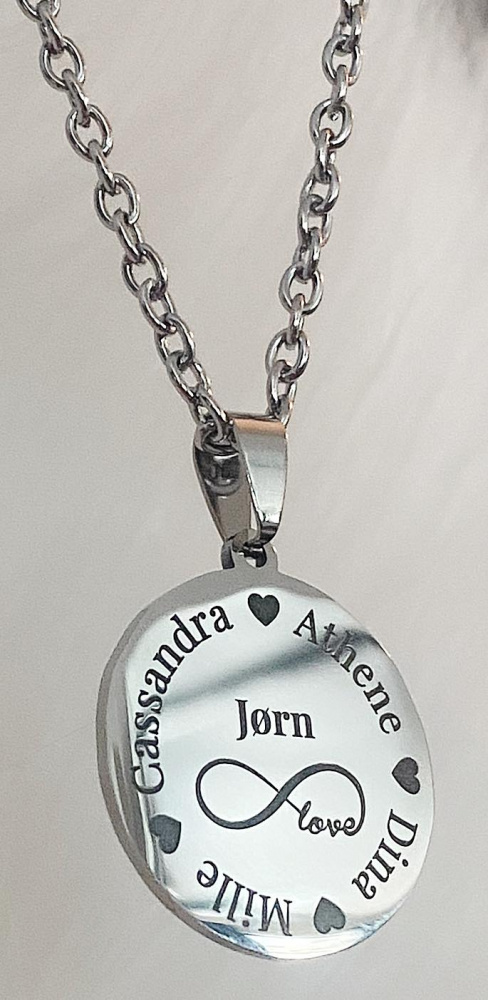 Cassandra ♥ Athene ♥ Dina ♥ Mille ♥
Jørn
love